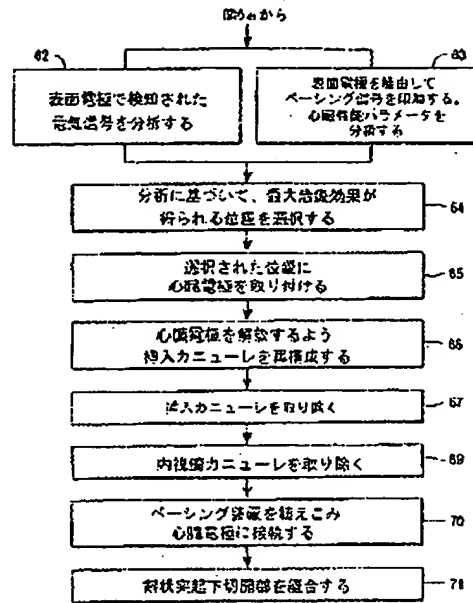 から
62
表面電極で検知された
電気信号を分析する
63
表面電極を経由して
ペーシング信号を印加する。
心臓性能パラメータを
分析する
分析に基づいて、最大治療効果が
得られる位置を選択する
64
選択された位置に
心臓電極を取り付ける
65
心臓電極を解放するよう
挿入カニューレを再構成する
66
挿入カニューレを取り除く
67
内視鏡カニューレを取り除く
69
ペーシング装置を植えこみ
心臓電極に接続する
70
剣状突起下切開部を縫合する
71